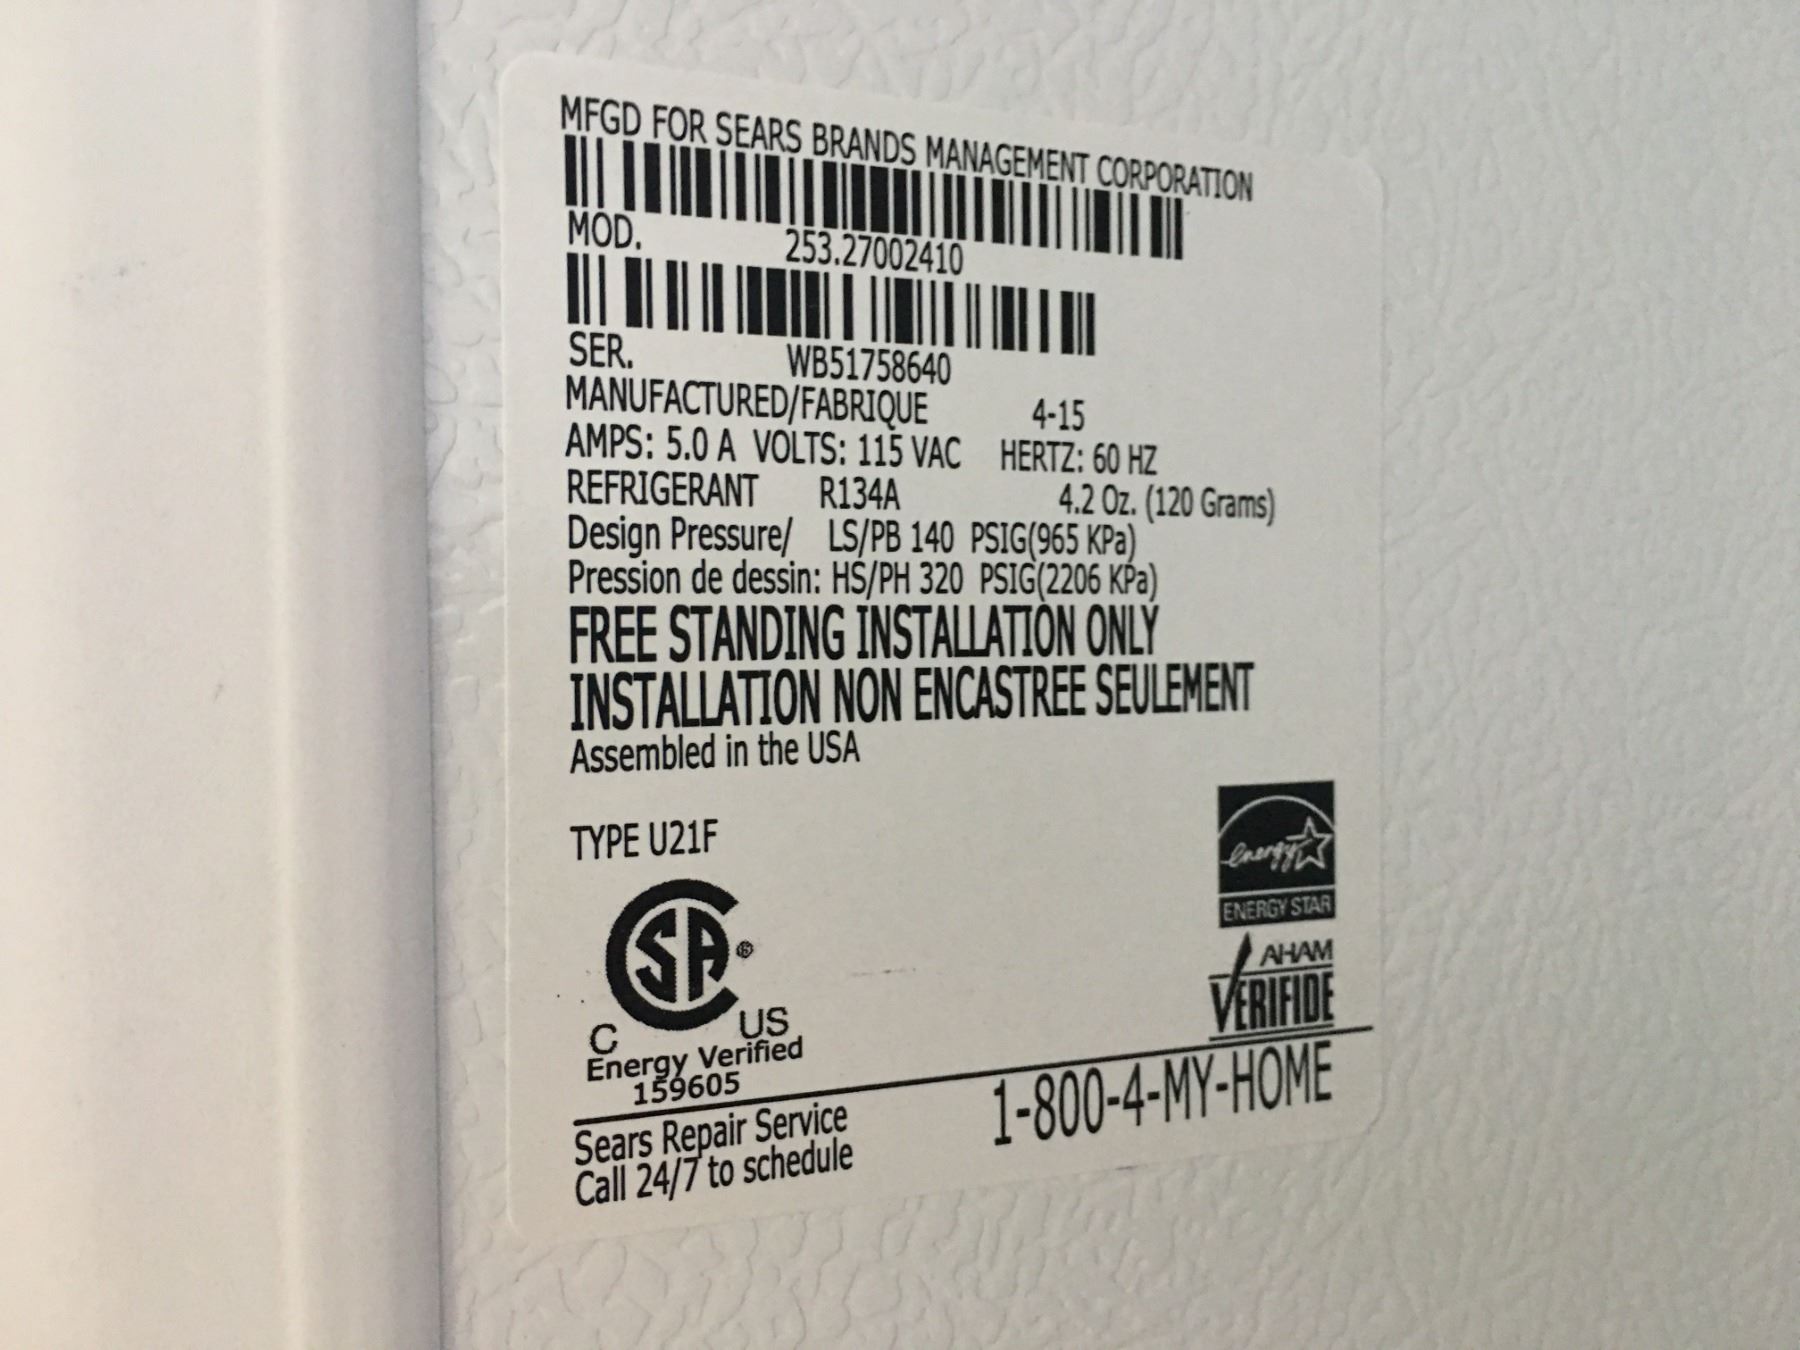 MFGD FOR SEARS BRANDS MANAGEMENT CORPORATION
MOD. 253.27002410
SER. WB51758640
MANUFACTURED/FABRIQUE 4-15
AMPS: 5.0 A VOLTS: 115 VAC HERTZ: 60 HZ
REFRIGERANT R134A 4.2 Oz. (120 Grams)
Design Pressure/ LS/PB 140 PSIG(965 KPa)
Pression de dessin: HS/PH 320 PSIG(2206 KPa)
FREE STANDING INSTALLATION ONLY
INSTALLATION NON ENCASTREE SEULEMENT
Assembled in the USA
TYPE U21F
energy
ENERGY STAR
SA ®
C US
Energy Verified
159605
AHAM
VERIFIDE
Sears Repair Service
Call 24/7 to schedule
1-800-4-MY-HOME